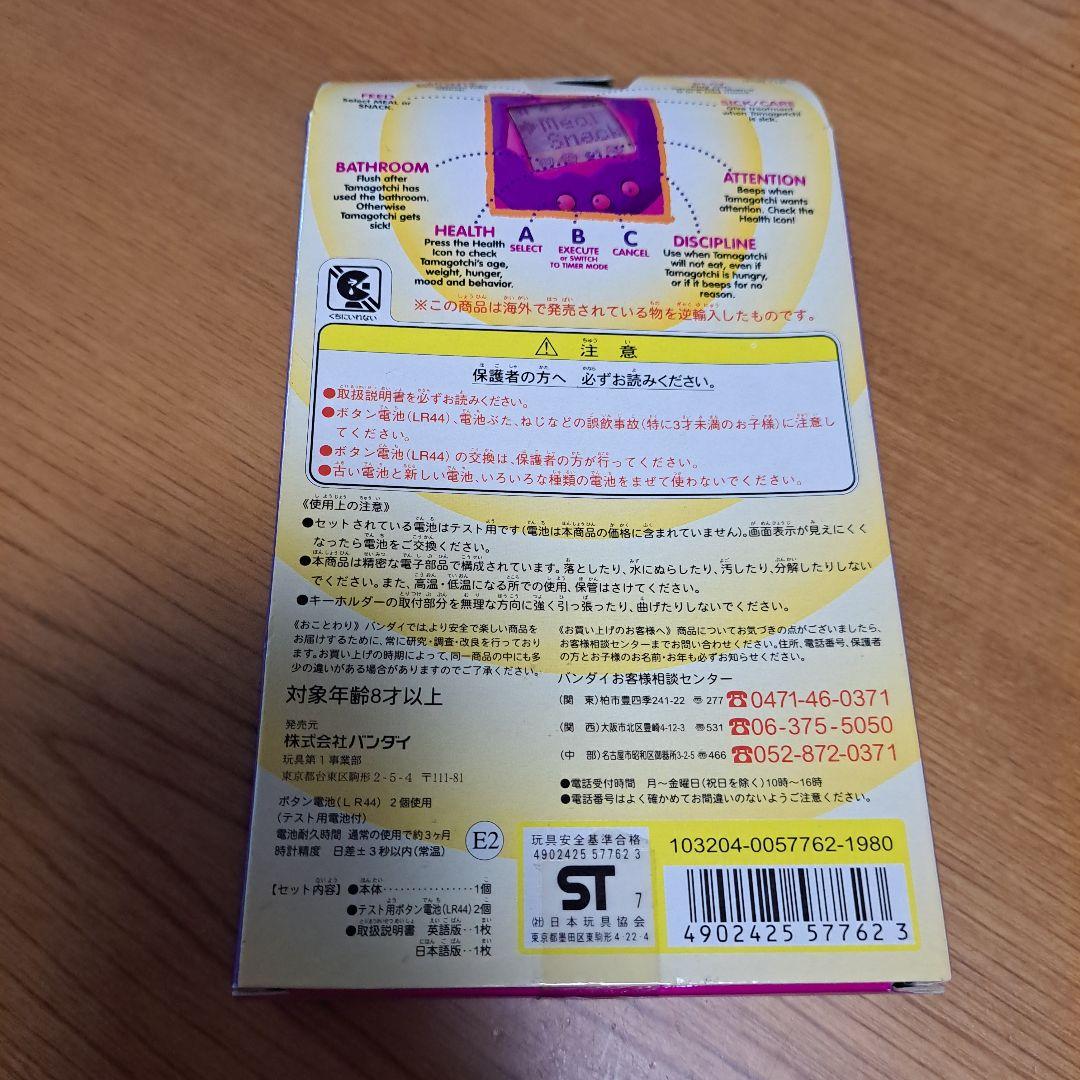 FEED
Select MEAL or
SNACK.
SICK/CARE
Give treatment
when Tamagotchi
is sick.
Meal
Snack
BATHROOM
Flush after
Tamagotchi has
used the bathroom.
Otherwise
Tamagotchi gets
sick!
ATTENTION
Beeps when
Tamagotchi wants
attention. Check the
Health Icon!
HEALTH
Press the Health
Icon to check
Tamagotchi's age,
weight, hunger,
mood and behavior.
A
SELECT
B
EXECUTE
or SWITCH
TO TIMER MODE
C
CANCEL
DISCIPLINE
Use when Tamagotchi
will not eat, even if
Tamagotchi is hungry,
or if it beeps for no
reason.
くちにいれない
※この商品は海外で発売されている物を逆輸入したものです。
⚠ 注意
保護者の方へ 必ずお読みください。
●取扱説明書を必ずお読みください。
●ボタン電池(LR44)、電池ぶた、ねじなどの誤飲事故(特に3才未満のお子様)に注意し
てください。
●ボタン電池(LR44)の交換は、保護者の方が行ってください。
●古い電池と新しい電池、いろいろな種類の電池をまぜて使わないでください。
《使用上の注意》
●セットされている電池はテスト用です(電池は本商品の価格に含まれていません)。画面表示が見えにくく
なったら電池をご交換ください。
●本商品は精密な電子部品で構成されています。落としたり、水にぬらしたり、汚したり、分解したりしない
でください。また、高温・低温になる所での使用、保管はさけてください。
●キーホルダーの取付部分を無理な方向に強く引っ張ったり、曲げたりしないでください。
《おことわり》バンダイでは、より安全で楽しい商品を
お届けするために、常に研究・調査・改良を行っており
ます。お買い上げの時期によって、同一商品の中にも多
少の違いがある場合がありますのでご了承ください。
《お買い上げのお客様へ》商品についてお気づきの点がございましたら、
お客様相談センターまでお問い合わせください。住所、電話番号、保護者
の方とお子様のお名前・お年も必ずお知らせください。
バンダイお客様相談センター
(関 東)柏市豊四季241-22 〠277 ☎0471-46-0371
(関 西)大阪市北区豊崎4-12-3 〠531 ☎06-375-5050
(中 部)名古屋市昭和区御器所3-2-5 〠466 ☎052-872-0371
●電話受付時間 月〜金曜日(祝日を除く)10時〜16時
●電話番号はよく確かめてお間違いのないようご注意ください。
対象年齢8才以上
発売元
株式会社バンダイ
玩具第1事業部
東京都台東区駒形2-5-4 〒111-81
ボタン電池(LR44) 2個使用
(テスト用電池付)
電池耐久時間 通常の使用で約3ヶ月
時計精度 日差±3秒以内(常温)
E2
【セット内容】●本体……………1個
●テスト用ボタン電池(LR44)2個
●取扱説明書 英語版‥1枚
日本語版‥1枚
玩具安全基準合格
4902425 57762 3
ST
7
(社)日本玩具協会
東京都墨田区東駒形4-22-4
103204-0057762-1980
4902425 577623